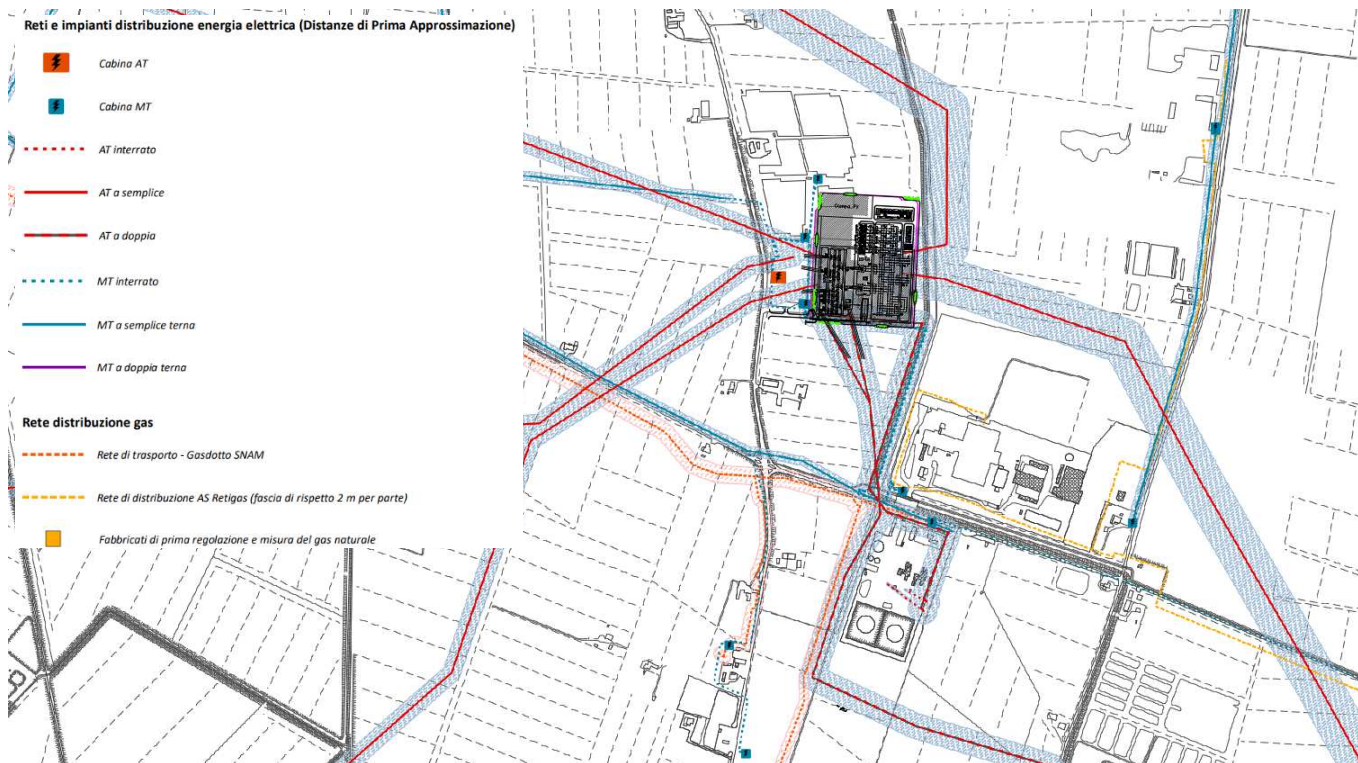 Reti e impianti distribuzione energia elettrica (Distanze di Prima Approssimazione)
Cabina AT
Cabina MT
AT interrato
AT a semplice
AT a doppia
MT interrato
MT a semplice terna
MT a doppia terna
Rete distribuzione gas
Rete di trasporto - Gasdotto SNAM
Rete di distribuzione AS Retigas (fascia di rispetto 2 m per parte)
Fabbricati di prima regolazione e misura del gas naturale